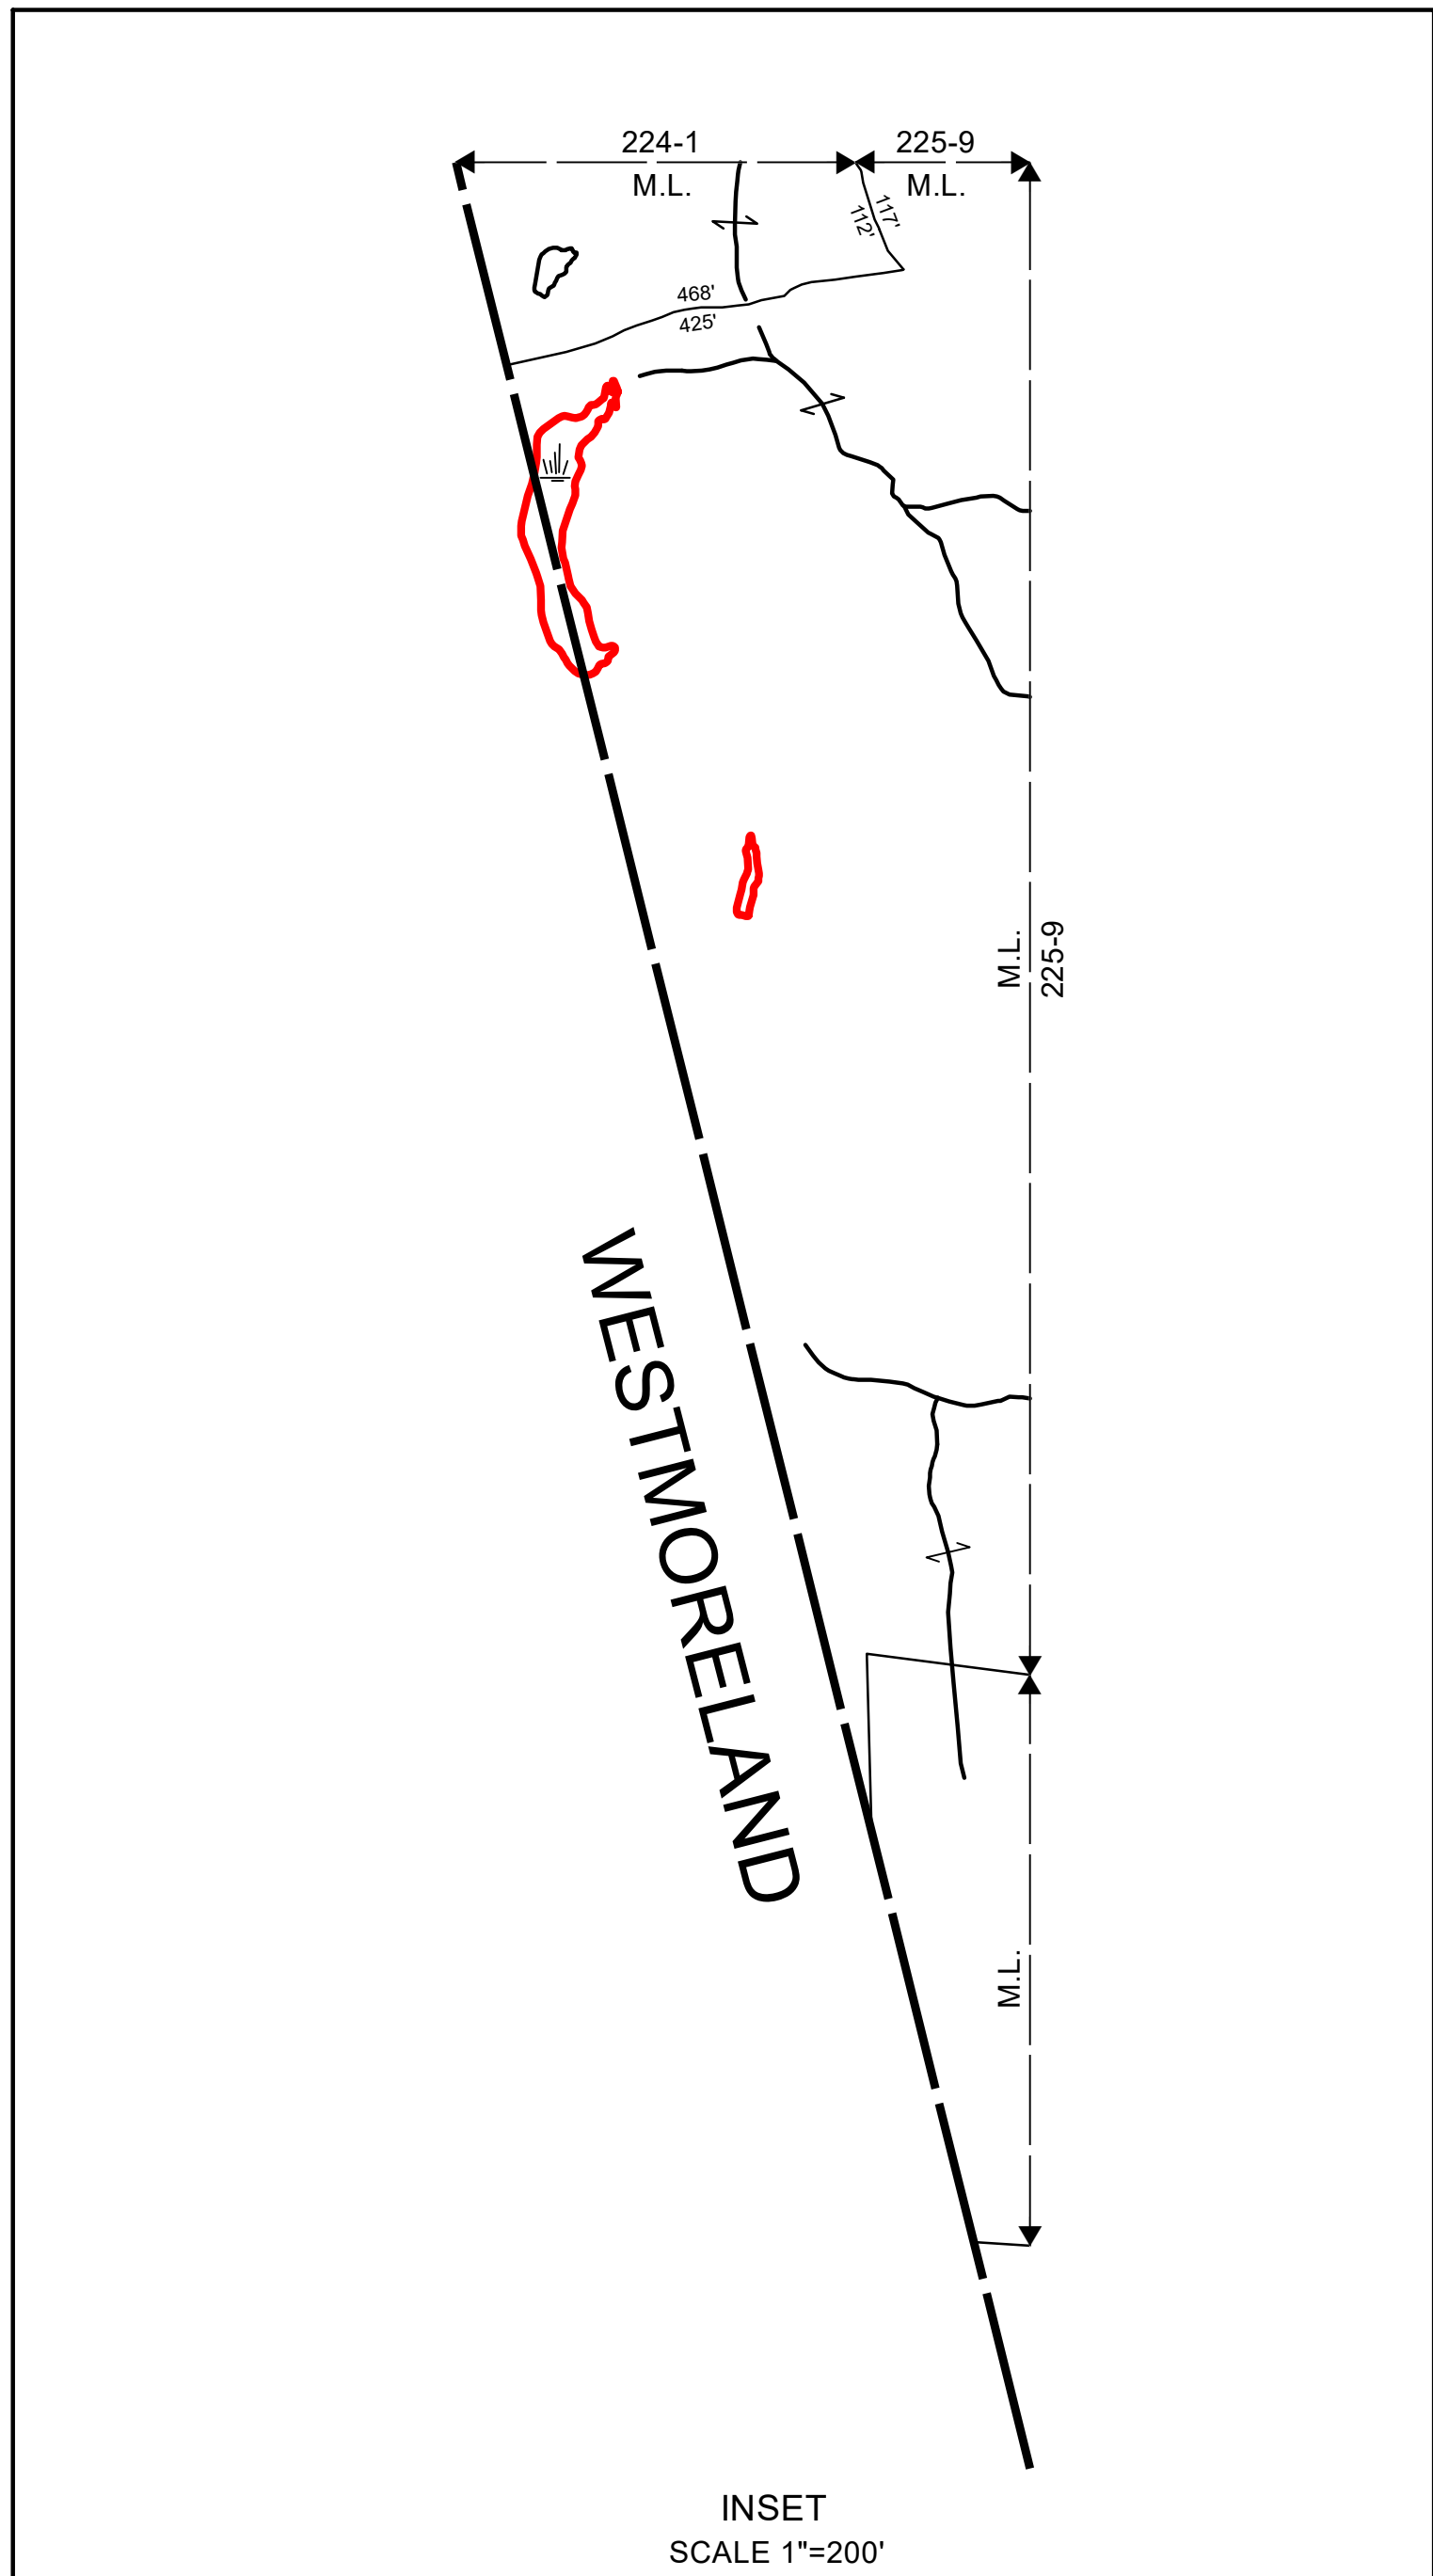 224-1
225-9
M.L.
M.L.
117'
112'
468'
425'
M.L.
225-9
WESTMORELAND
M.L.
INSET
SCALE 1"=200'